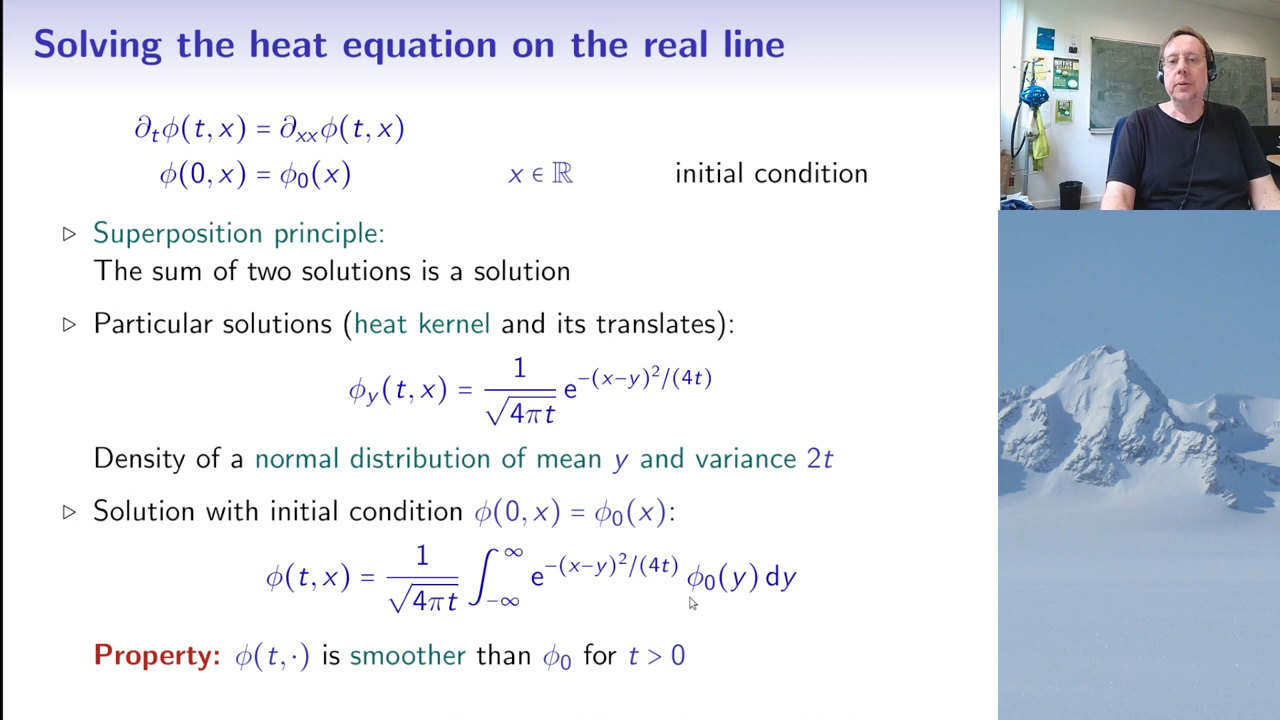 Solving the heat equation on the real line
∂ₜϕ(t, x) = ∂ₓₓϕ(t, x)
ϕ(0, x) = ϕ₀(x) x ∈ ℝ initial condition
▷ Superposition principle:
The sum of two solutions is a solution
▷ Particular solutions (heat kernel and its translates):
ϕ_y(t, x) = 1/√(4πt) e^{−(x−y)²/(4t)}
Density of a normal distribution of mean y and variance 2t
▷ Solution with initial condition ϕ(0, x) = ϕ₀(x):
ϕ(t, x) = 1/√(4πt) ∫_{−∞}^{∞} e^{−(x−y)²/(4t)} ϕ₀(y) dy
Property: ϕ(t, ·) is smoother than ϕ₀ for t > 0